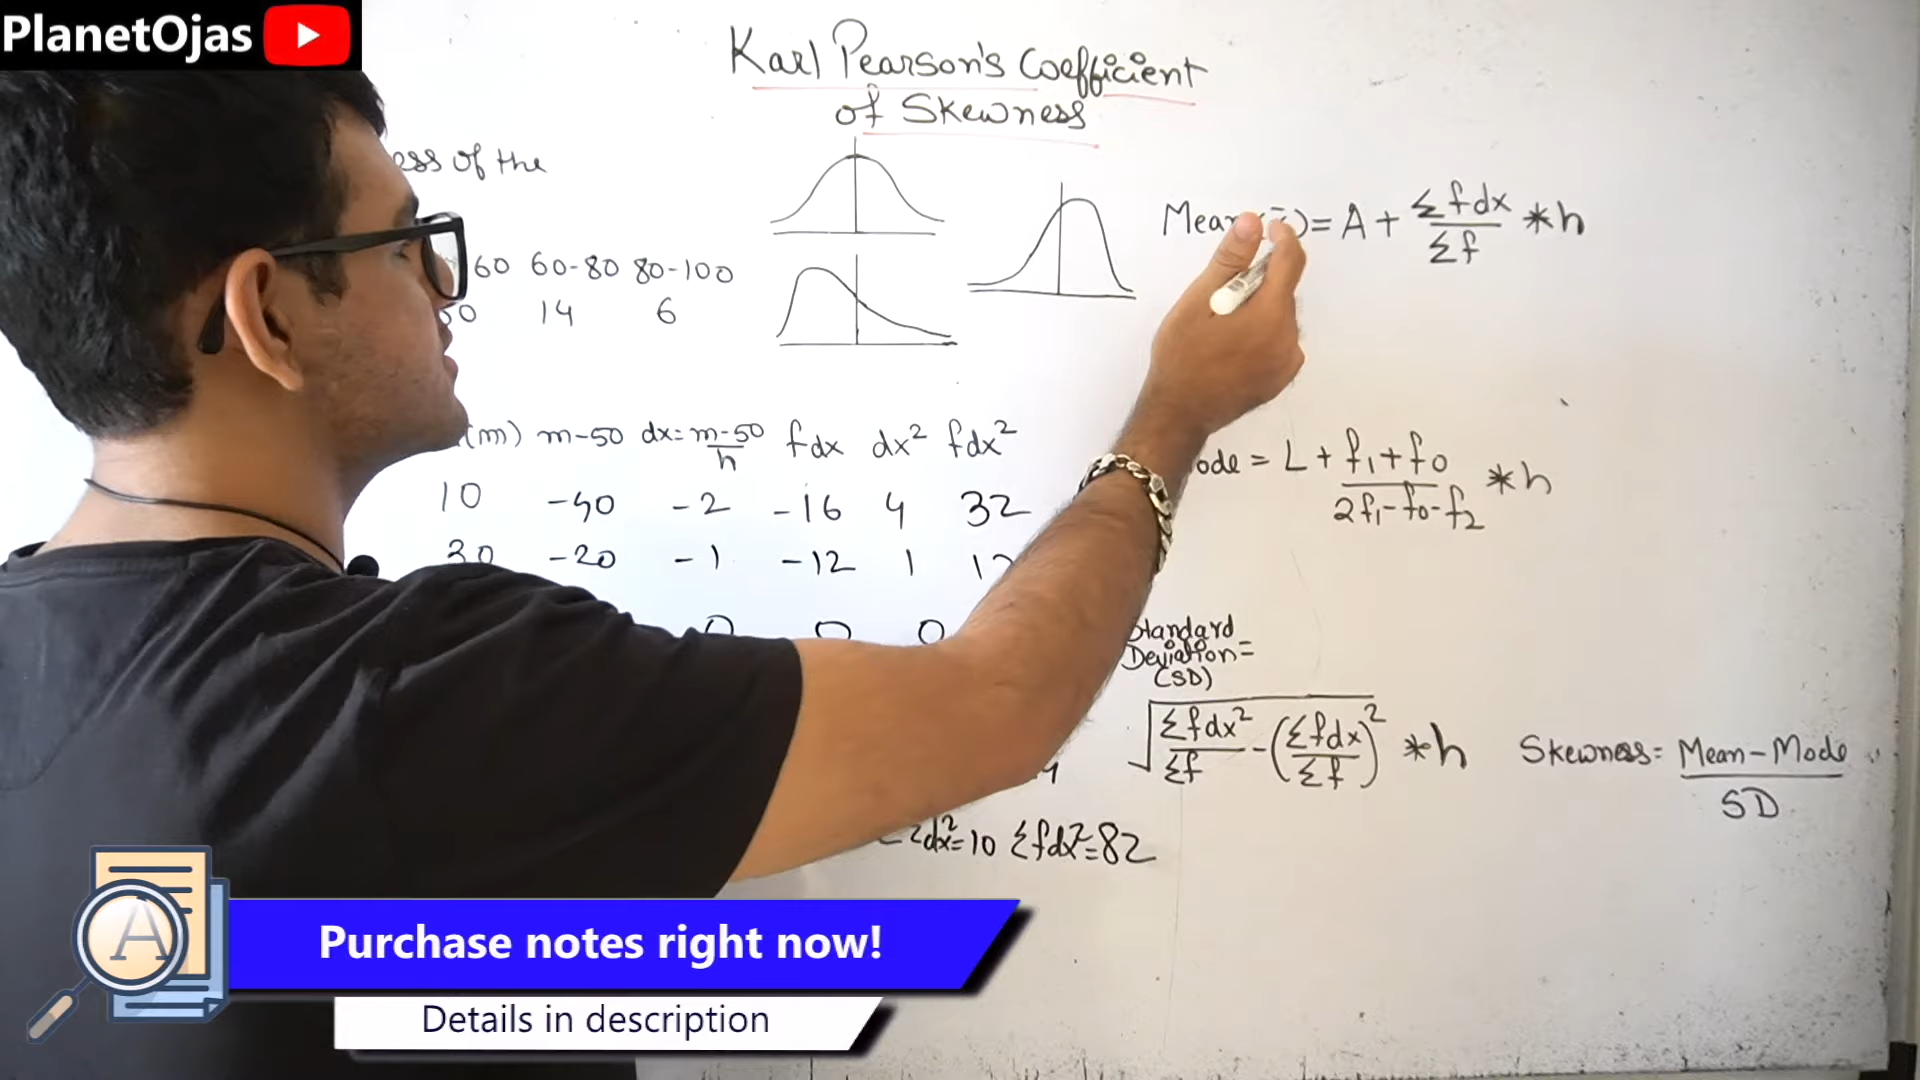 PlanetOjas
Karl Pearson's Coefficient
of Skewness
ess of the
60 60-80 80-100
14 6
Mean = A + Σfdx/Σf *h
(m) m-50 dx=m-50/h fdx dx² fdx²
10 -40 -2 -16 4 32
30 -20 -1 -12 1 12
0 0 0
ode = L + f₁+f₀/2f₁-f₀-f₂ *h
Standard
Deviation=
(SD)
√Σfdx²/Σf-(Σfdx/Σf)² *h
Skewness= Mean-Mode/SD
dx²=10 Σfdx²=82
A
Purchase notes right now!
Details in description